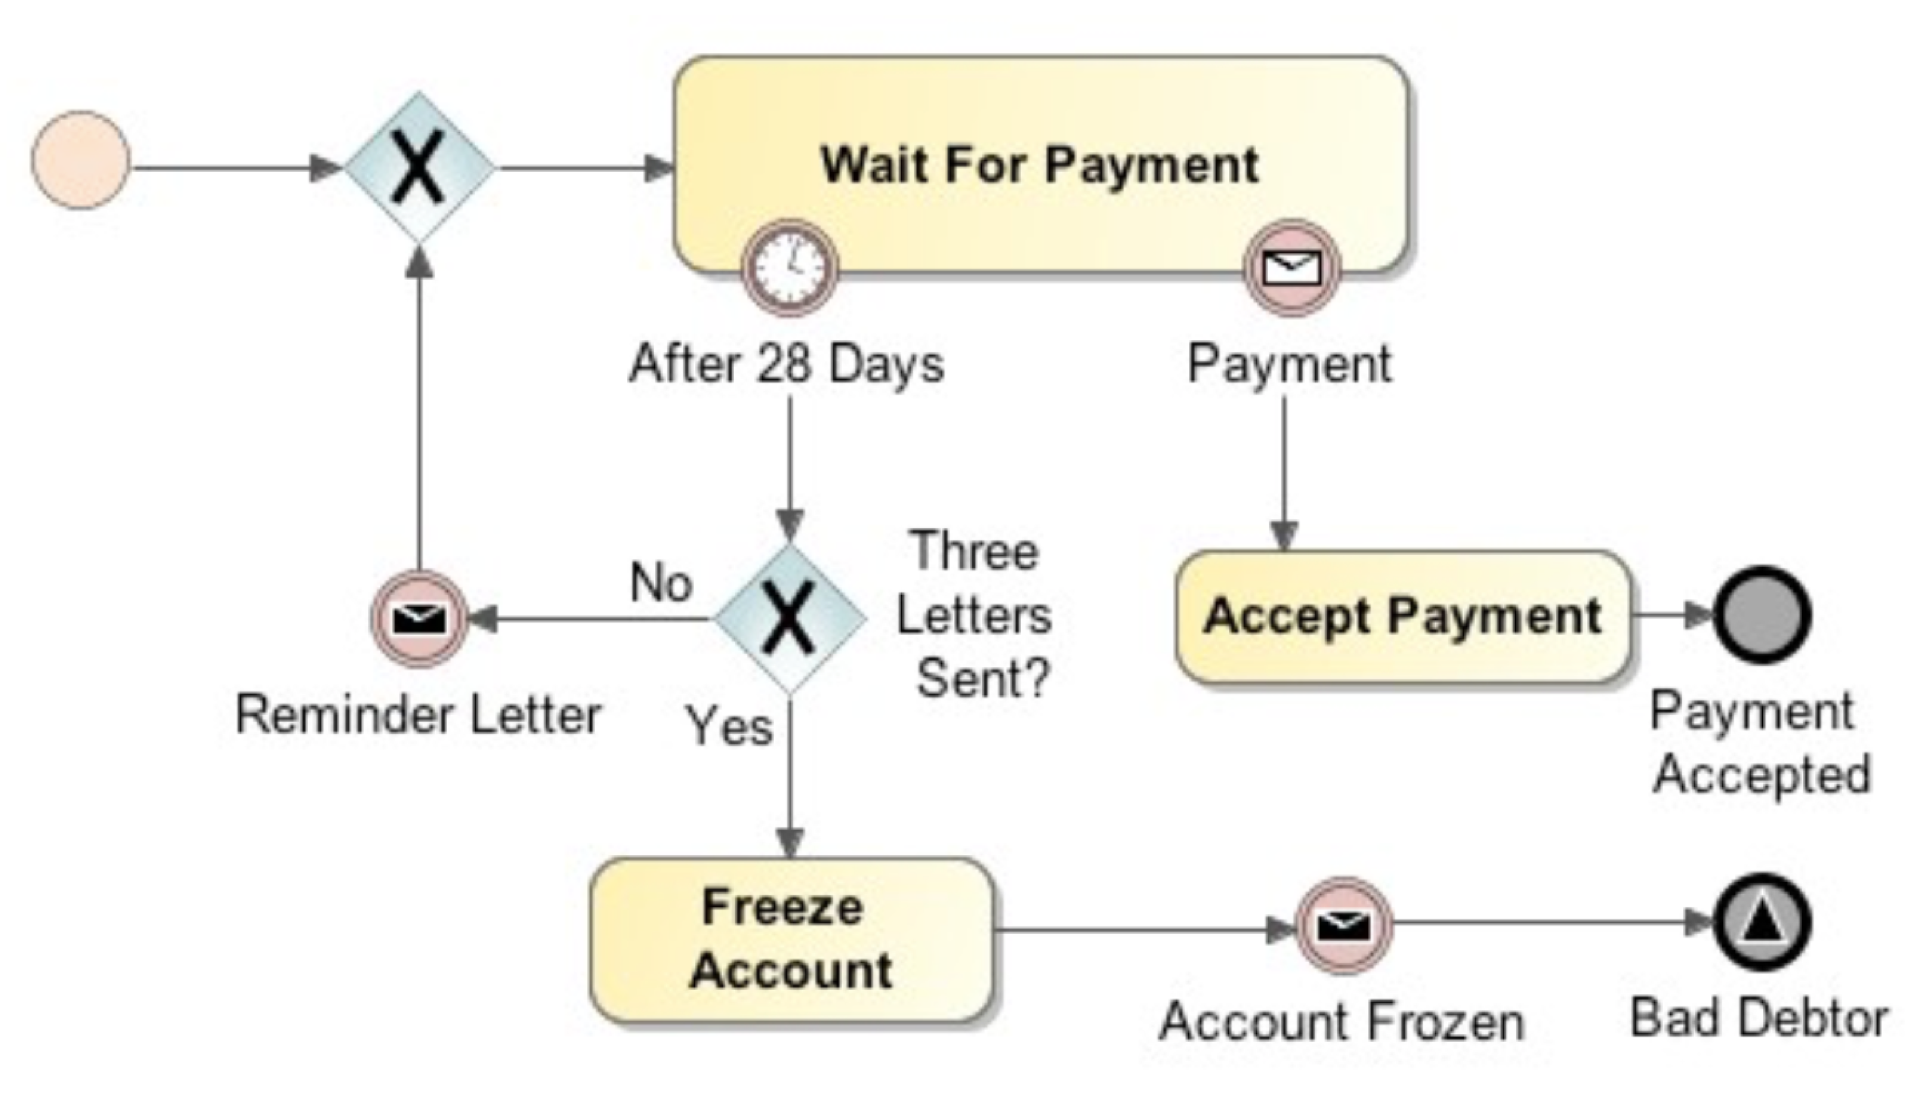 Wait For Payment
After 28 Days
Payment
No
Three
Letters
Sent?
Accept Payment
Reminder Letter
Yes
Payment
Accepted
Freeze
Account
Account Frozen
Bad Debtor